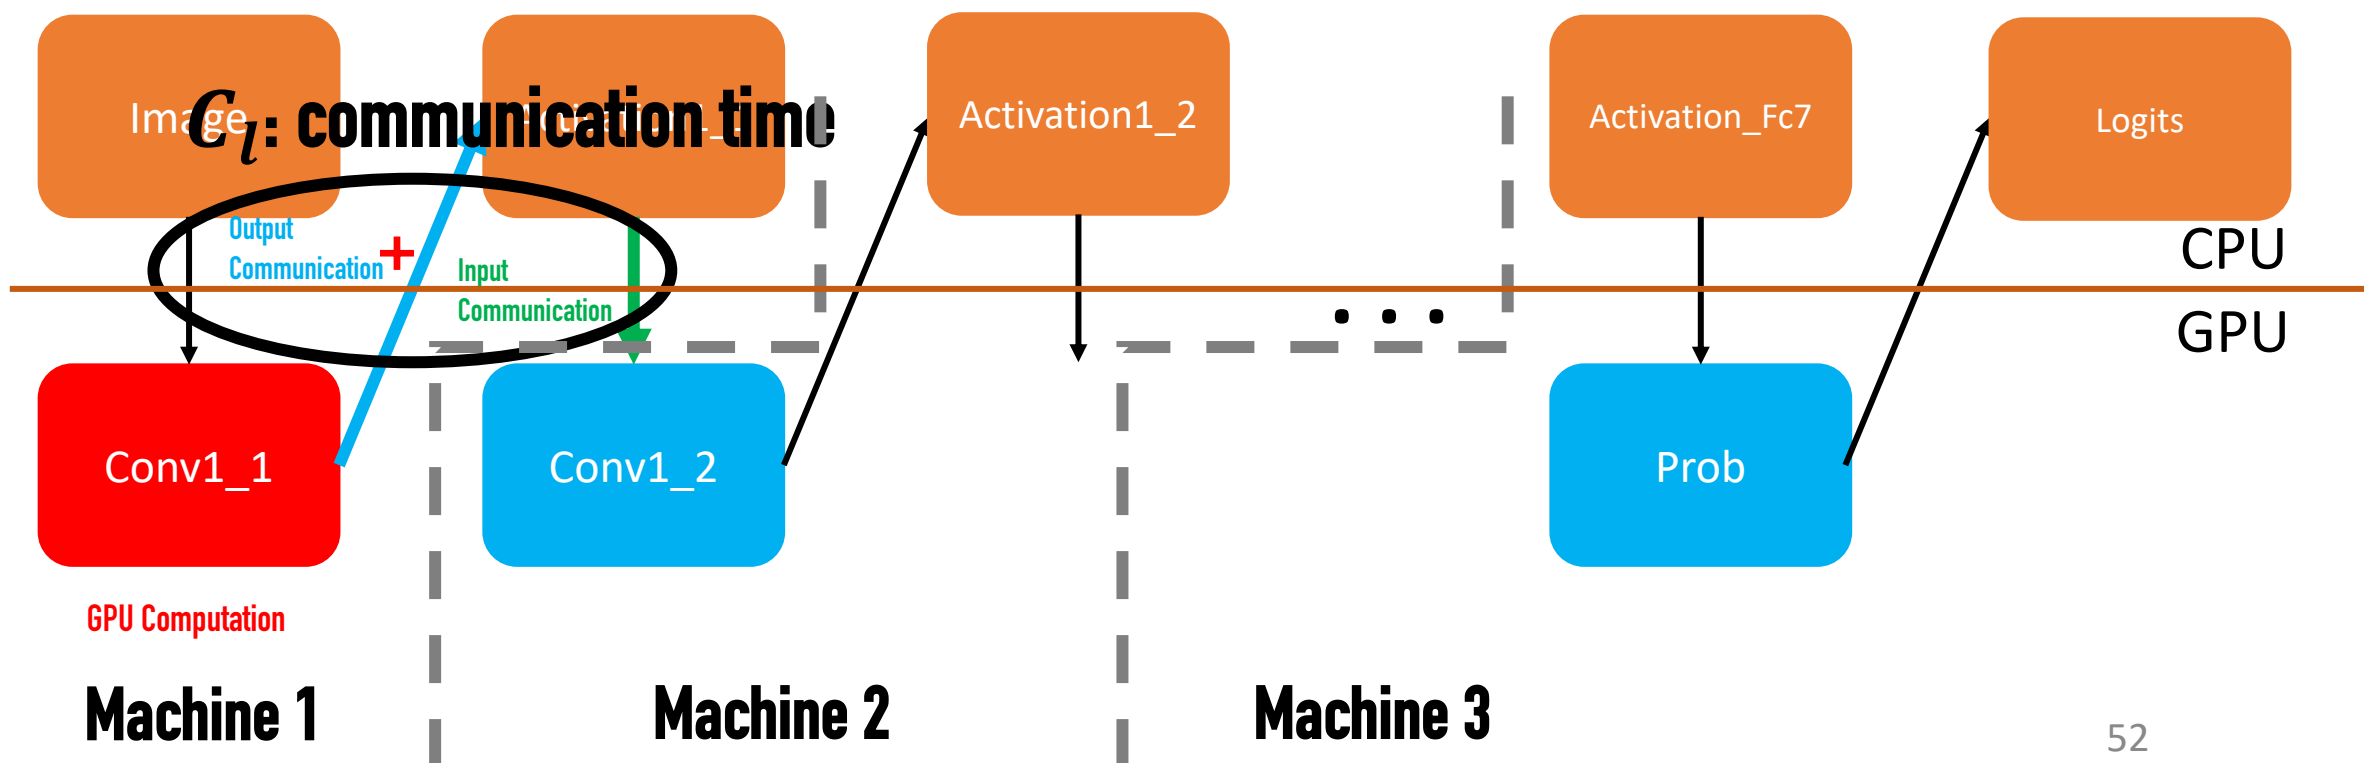 Image
C_l: communication time
Activation1_2
Activation_Fc7
Logits
Output
Communication
+
Input
Communication
CPU
GPU
. . .
Conv1_1
Conv1_2
Prob
GPU Computation
Machine 1
Machine 2
Machine 3
52